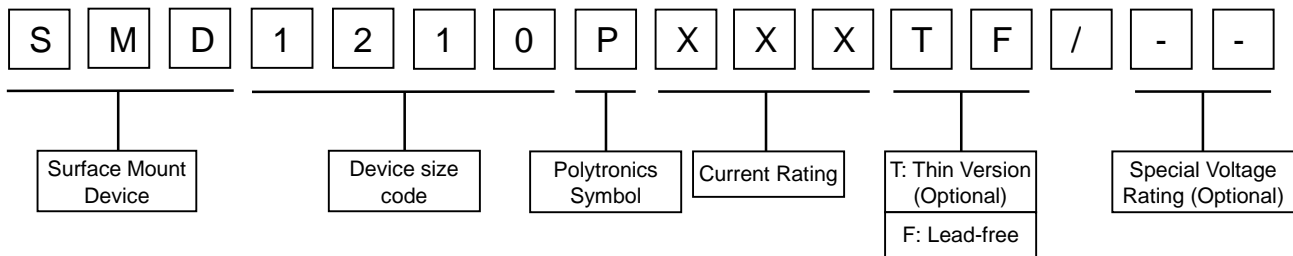 S M D 1 2 1 0 P X X X T F / - -
Surface Mount
Device
Device size
code
Polytronics
Symbol
Current Rating
T: Thin Version
(Optional)
F: Lead-free
Special Voltage
Rating (Optional)